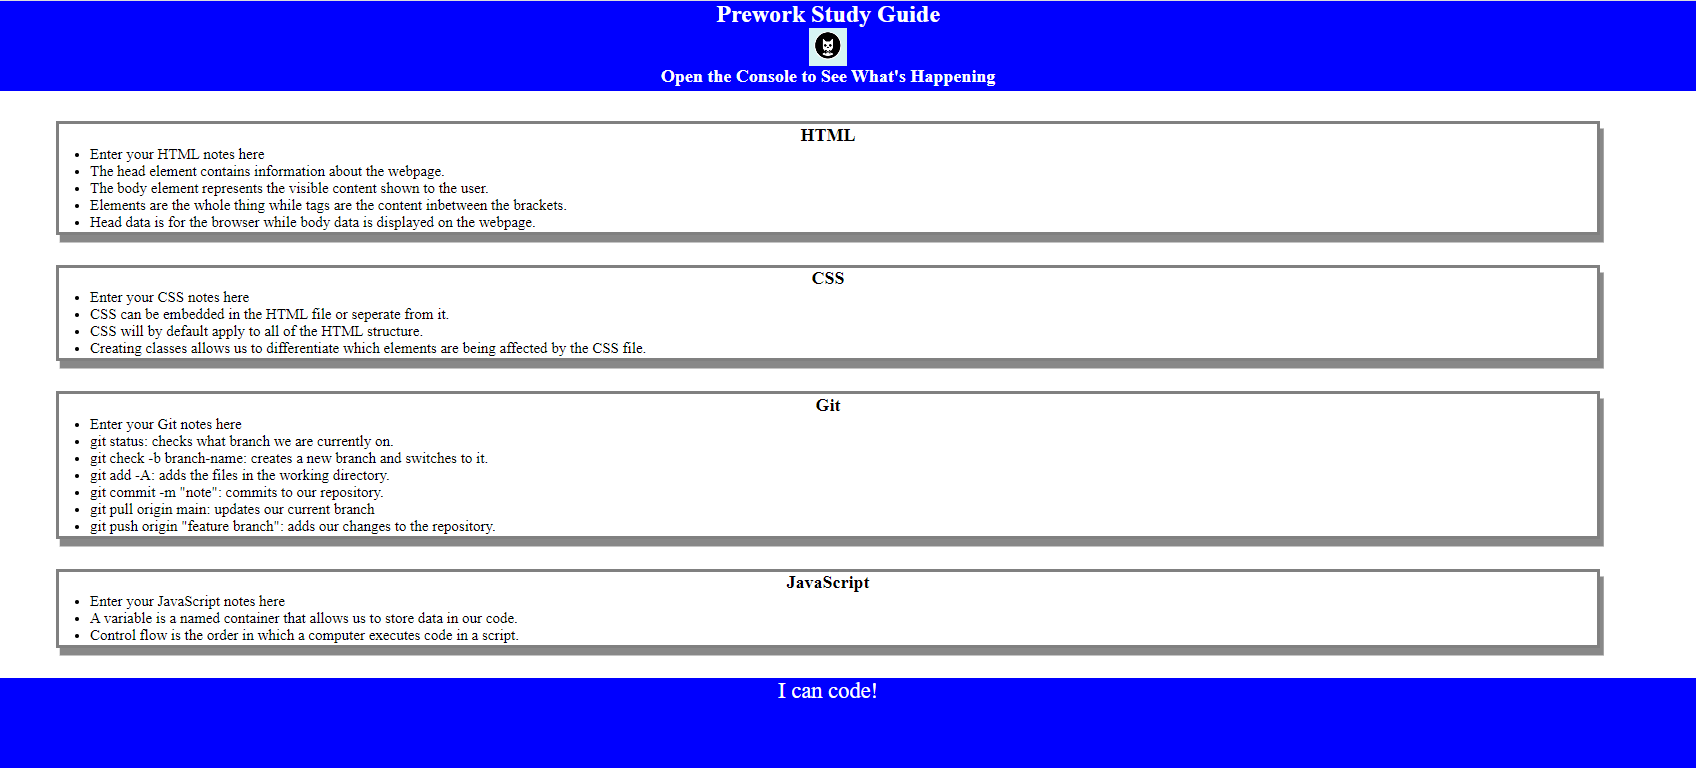 Prework Study Guide
Open the Console to See What's Happening
HTML
• Enter your HTML notes here
• The head element contains information about the webpage.
• The body element represents the visible content shown to the user.
• Elements are the whole thing while tags are the content inbetween the brackets.
• Head data is for the browser while body data is displayed on the webpage.
CSS
• Enter your CSS notes here
• CSS can be embedded in the HTML file or seperate from it.
• CSS will by default apply to all of the HTML structure.
• Creating classes allows us to differentiate which elements are being affected by the CSS file.
Git
• Enter your Git notes here
• git status: checks what branch we are currently on.
• git check -b branch-name: creates a new branch and switches to it.
• git add -A: adds the files in the working directory.
• git commit -m "note": commits to our repository.
• git pull origin main: updates our current branch
• git push origin "feature branch": adds our changes to the repository.
JavaScript
• Enter your JavaScript notes here
• A variable is a named container that allows us to store data in our code.
• Control flow is the order in which a computer executes code in a script.
I can code!